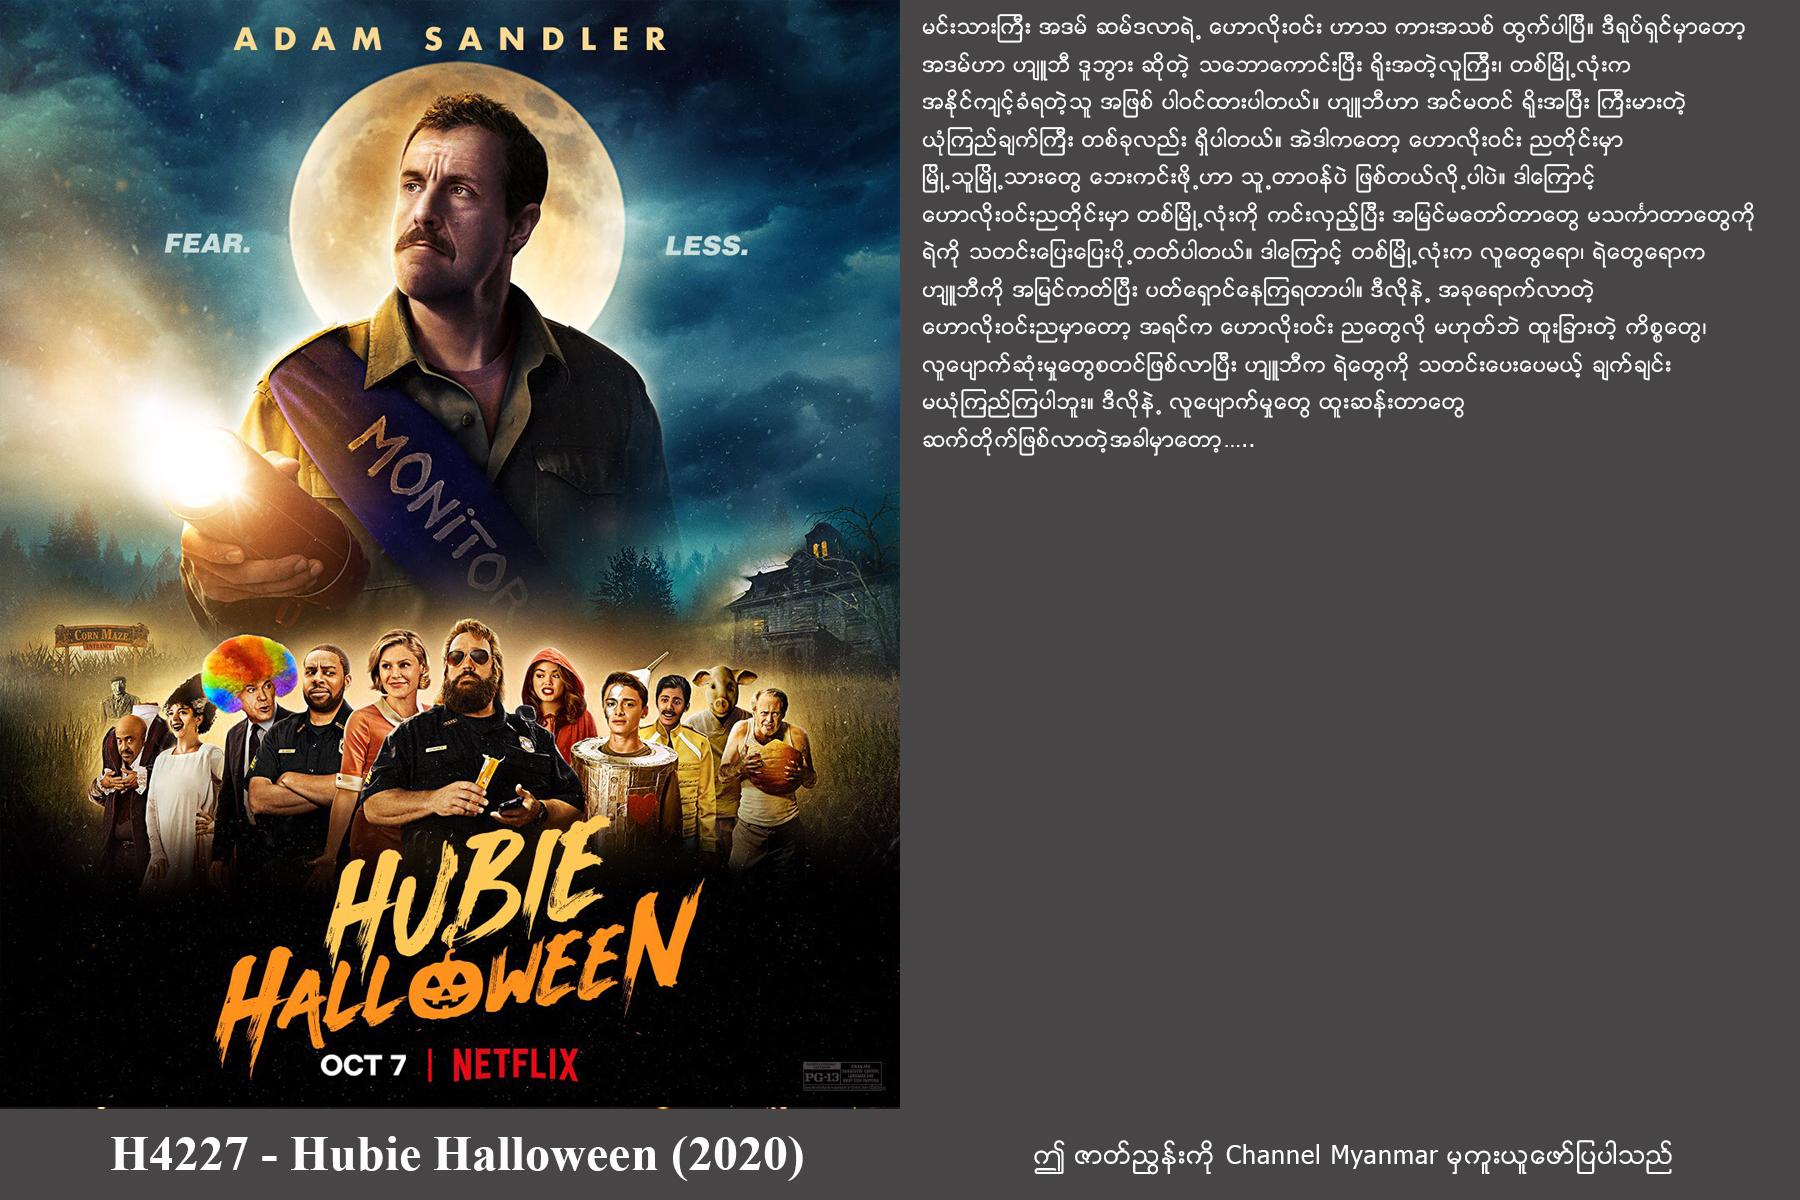 ADAM SANDLER
FEAR.
LESS.
MONITOR
CORN MAZE
ENTRANCE
HUBIE
HALLOWEEN
OCT 7 | NETFLIX
PG-13
H4227 - Hubie Halloween (2020)
မင်းသားကြီး အဒမ် ဆမ်ဒလာရဲ့ ဟောလိုးဝင်း ဟာသ ကားအသစ် ထွက်ပါပြီ။ ဒီရုပ်ရှင်မှာတော့
အဒမ်ဟာ ဟျူဘီ ဒူဘွား ဆိုတဲ့ သဘောကောင်းပြီး ရိုးအတဲ့လူကြီး၊ တစ်မြို့လုံးက
အနိုင်ကျင့်ခံရတဲ့သူ အဖြစ် ပါဝင်ထားပါတယ်။ ဟျူဘီဟာ အင်မတင် ရိုးအပြီး ကြီးမားတဲ့
ယုံကြည်ချက်ကြီး တစ်ခုလည်း ရှိပါတယ်။ အဲဒါကတော့ ဟောလိုးဝင်း ညတိုင်းမှာ
မြို့သူမြို့သားတွေ ဘေးကင်းဖို့ဟာ သူ့တာဝန်ပဲ ဖြစ်တယ်လို့ပါပဲ။ ဒါကြောင့်
ဟောလိုးဝင်းညတိုင်းမှာ တစ်မြို့လုံးကို ကင်းလှည့်ပြီး အမြင်မတော်တာတွေ မသင်္ကာတာတွေကို
ရဲကို သတင်းပြေးပြေးပို့တတ်ပါတယ်။ ဒါကြောင့် တစ်မြို့လုံးက လူတွေရော၊ ရဲတွေရောက
ဟျူဘီကို အမြင်ကတ်ပြီး ပတ်ရှောင်နေကြရတာပါ။ ဒီလိုနဲ့ အခုရောက်လာတဲ့
ဟောလိုးဝင်းညမှာတော့ အရင်က ဟောလိုးဝင်း ညတွေလို မဟုတ်ဘဲ ထူးခြားတဲ့ ကိစ္စတွေ၊
လူပျောက်ဆုံးမှုတွေစတင်ဖြစ်လာပြီး ဟျူဘီက ရဲတွေကို သတင်းပေးပေမယ့် ချက်ချင်း
မယုံကြည်ကြပါဘူး။ ဒီလိုနဲ့ လူပျောက်မှုတွေ ထူးဆန်းတာတွေ
ဆက်တိုက်ဖြစ်လာတဲ့အခါမှာတော့.....
ဤ ဇာတ်ညွှန်းကို Channel Myanmar မှကူးယူဖော်ပြပါသည်